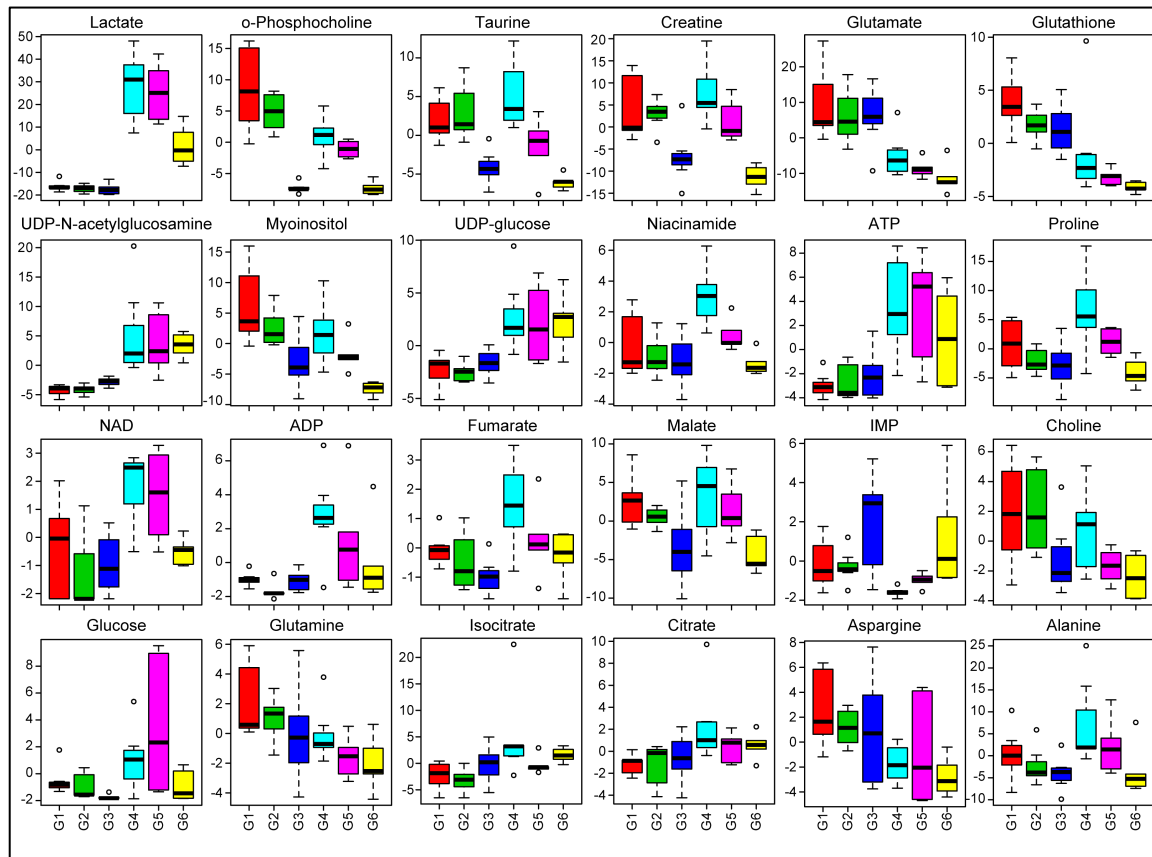 Lactate o-Phosphocholine Taurine Creatine Glutamate Glutathione
50 40 30 20 10 0 -10 -20
15 10 5 0 -5
10 5 0 -5
20 15 10 5 0 -5 -10 -15
20 10 0 -10
10 5 0 -5
UDP-N-acetylglucosamine Myoinositol UDP-glucose Niacinamide ATP Proline
20 15 10 5 0 -5
15 10 5 0 -5 -10
10 5 0 -5
6 4 2 0 -2 -4
8 6 4 2 0 -2 -4
15 10 5 0 -5
NAD ADP Fumarate Malate IMP Choline
3 2 1 0 -1 -2
6 4 2 0 -2
3 2 1 0 -1
10 5 0 -5 -10
6 4 2 0 -2
6 4 2 0 -2 -4
Glucose Glutamine Isocitrate Citrate Aspargine Alanine
8 6 4 2 0 -2
6 4 2 0 -2 -4
20 15 10 5 0 -5
10 8 6 4 2 0 -2 -4
8 6 4 2 0 -2 -4
25 20 15 10 5 0 -5 -10
G1 G2 G3 G4 G5 G6 G1 G2 G3 G4 G5 G6 G1 G2 G3 G4 G5 G6 G1 G2 G3 G4 G5 G6 G1 G2 G3 G4 G5 G6 G1 G2 G3 G4 G5 G6